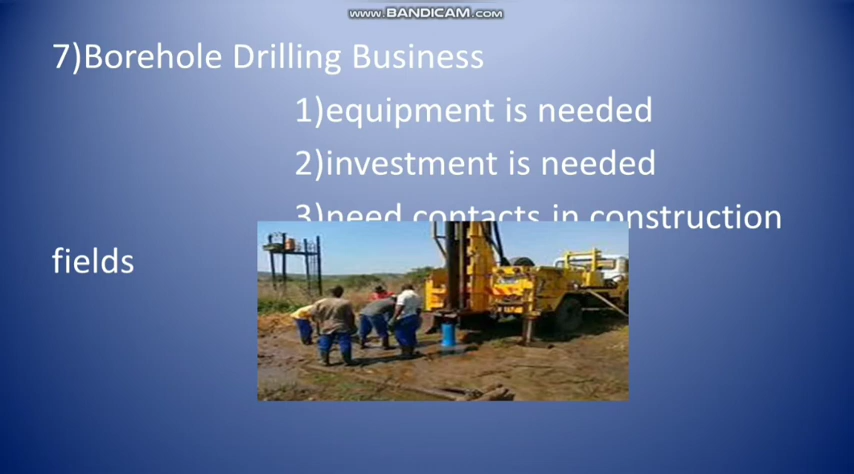 www.BANDICAM.com
7)Borehole Drilling Business
1)equipment is needed
2)investment is needed
3)need contacts in construction
fields